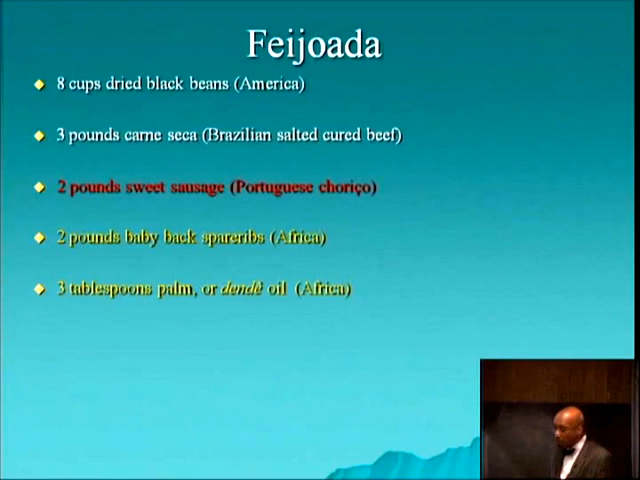 Feijoada
8 cups dried black beans (America)
3 pounds carne seca (Brazilian salted cured beef)
2 pounds sweet sausage (Portuguese choriço)
2 pounds baby back spareribs (Africa)
3 tablespoons palm, or dendê oil (Africa)